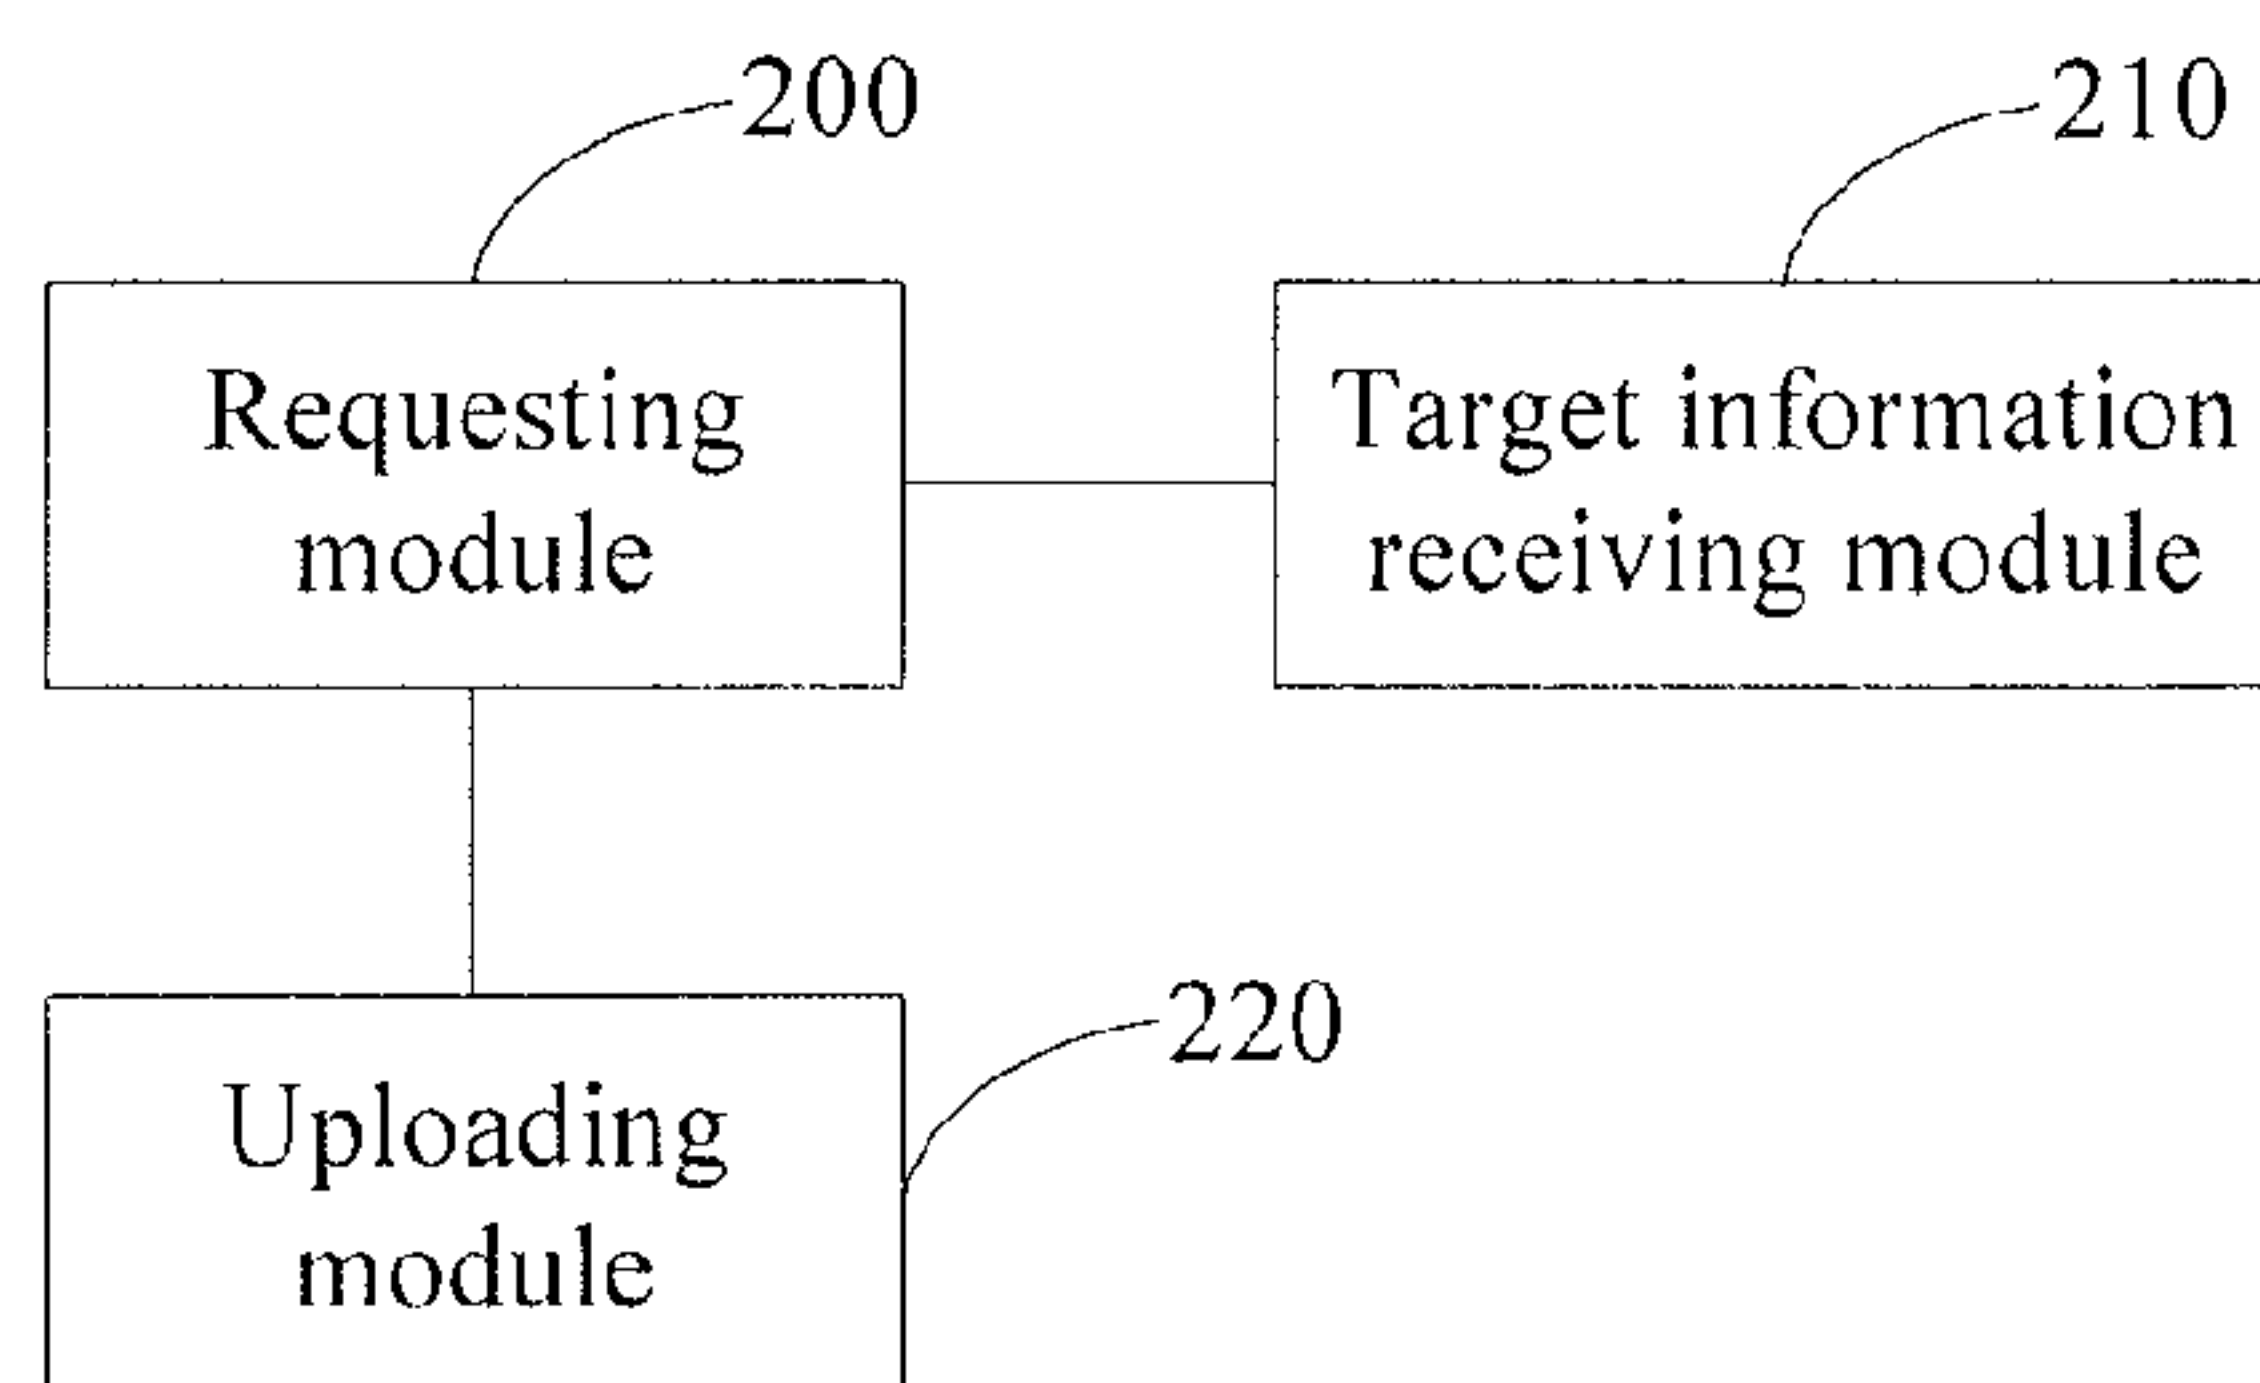 200
210
Requesting
module
Target information
receiving module
220
Uploading
module